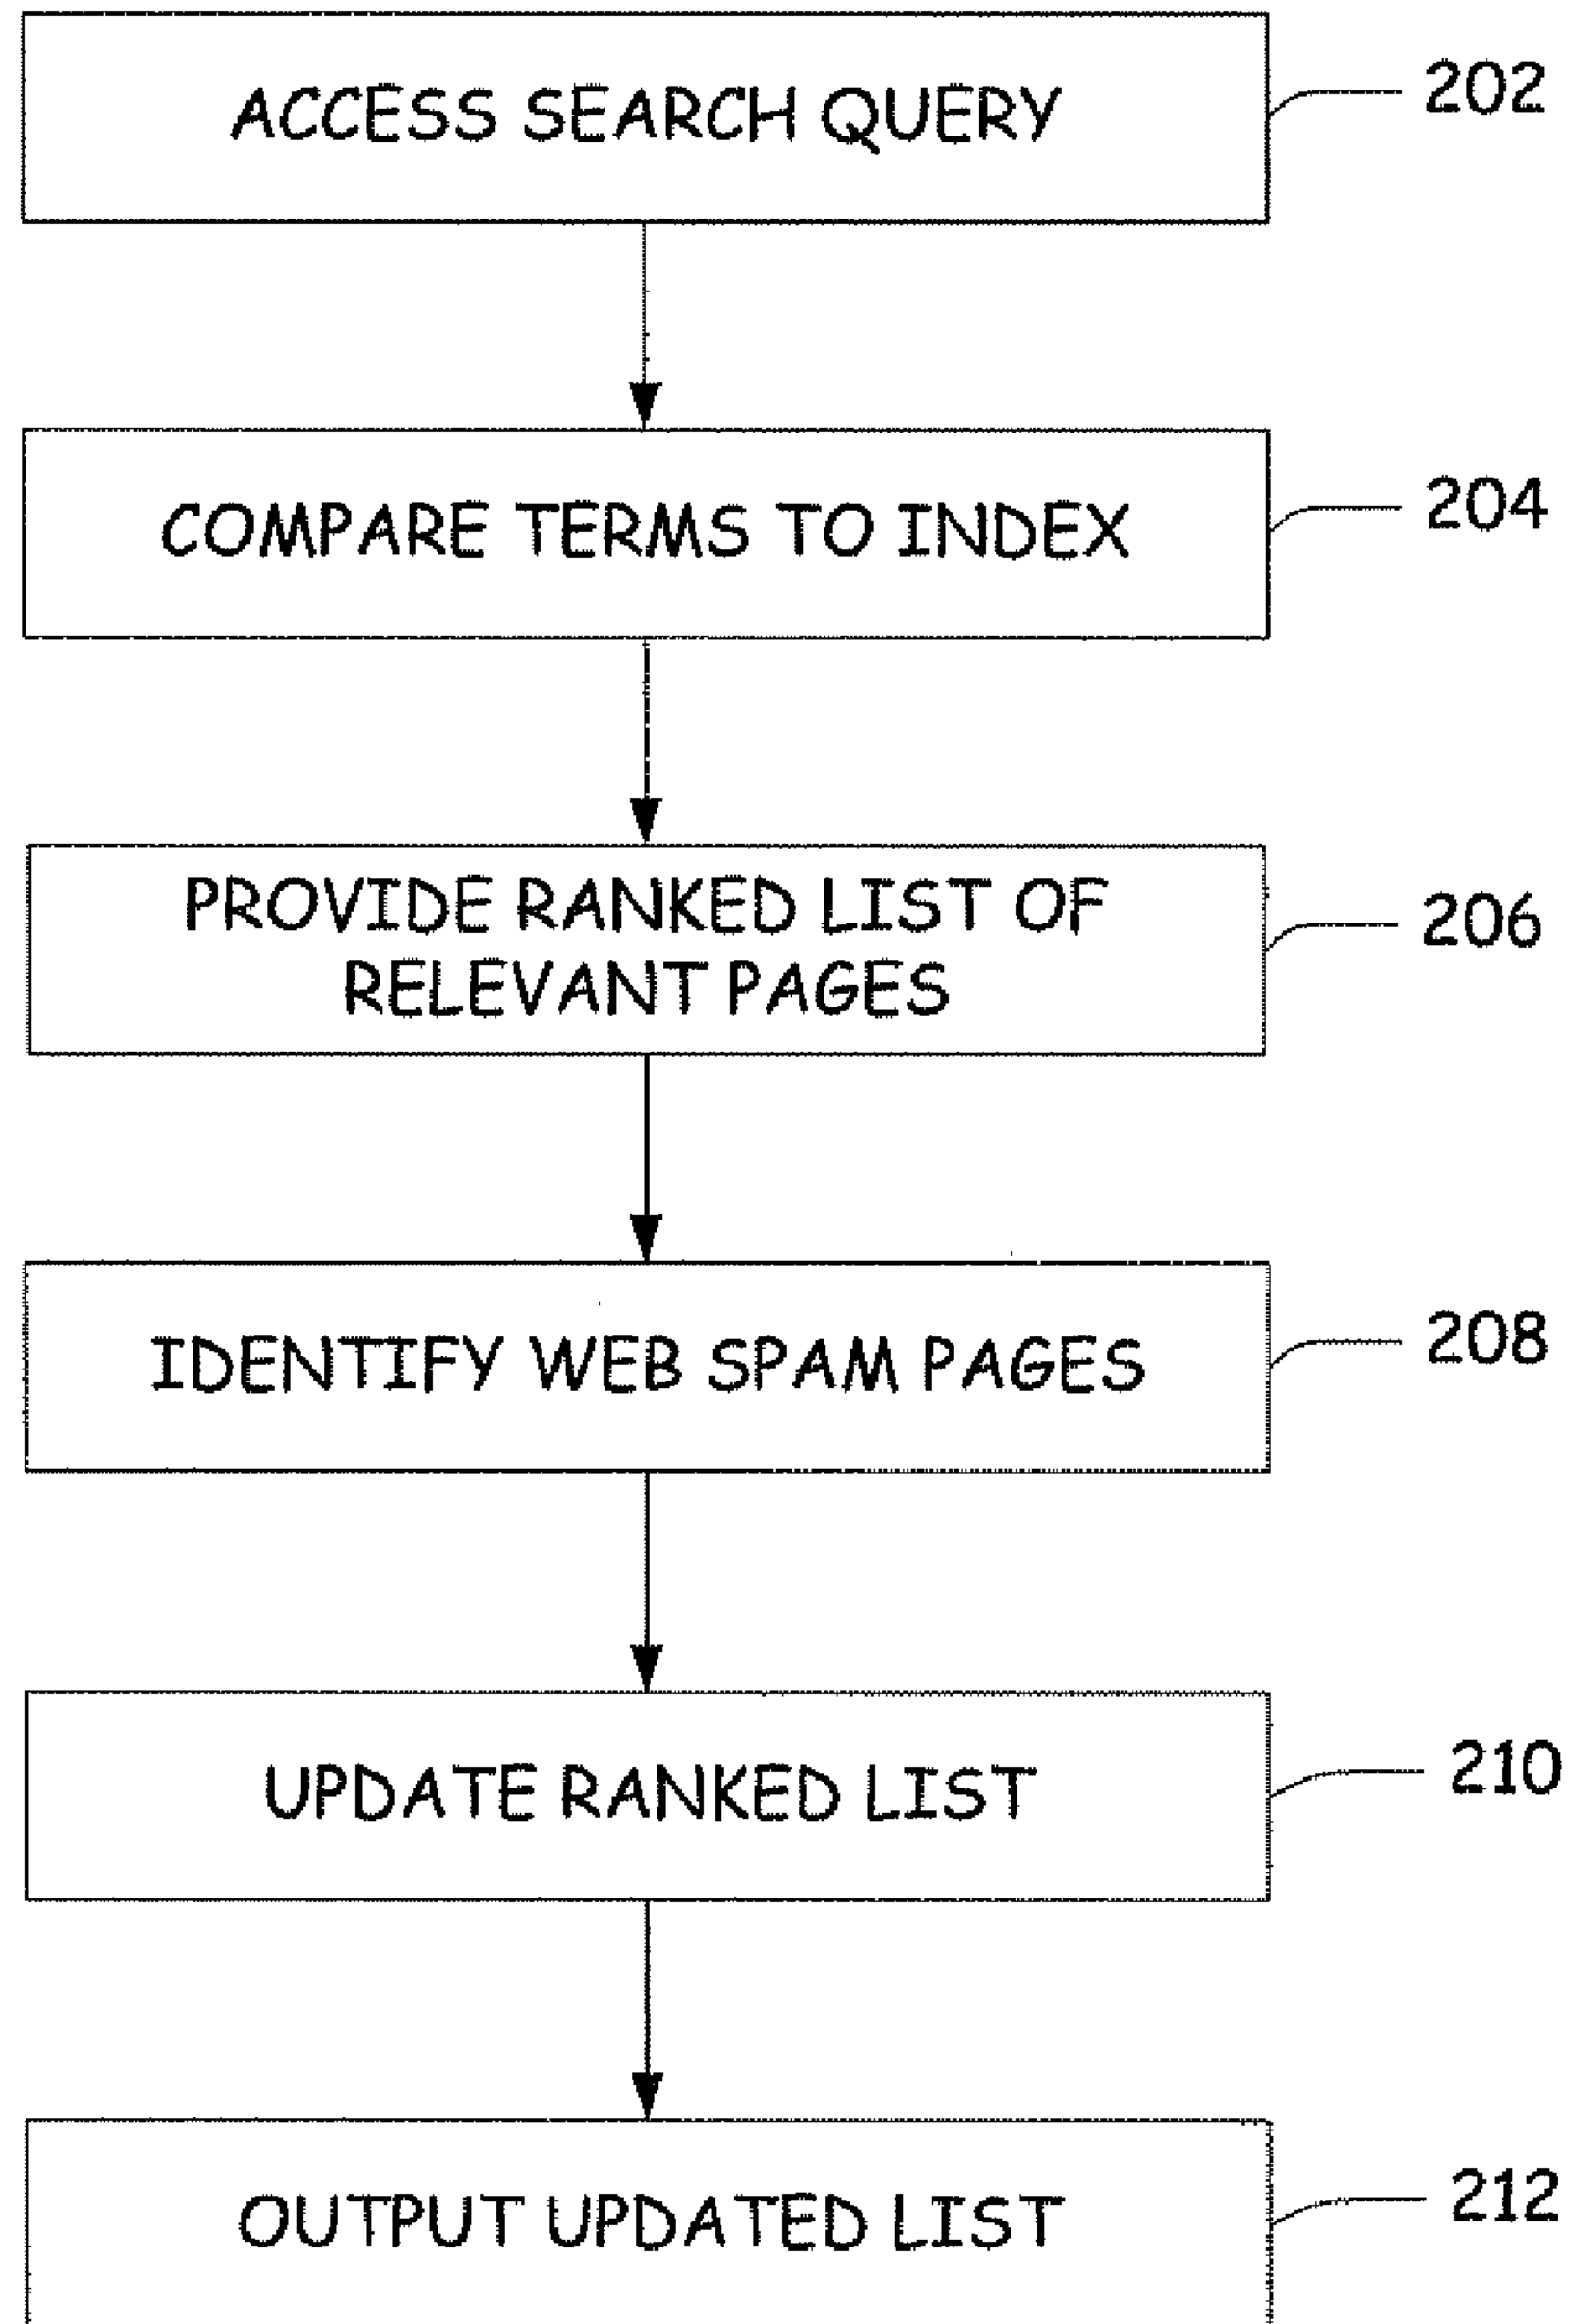 ACCESS SEARCH QUERY
202
COMPARE TERMS TO INDEX
204
PROVIDE RANKED LIST OF
RELEVANT PAGES
206
IDENTIFY WEB SPAM PAGES
208
UPDATE RANKED LIST
210
OUTPUT UPDATED LIST
212